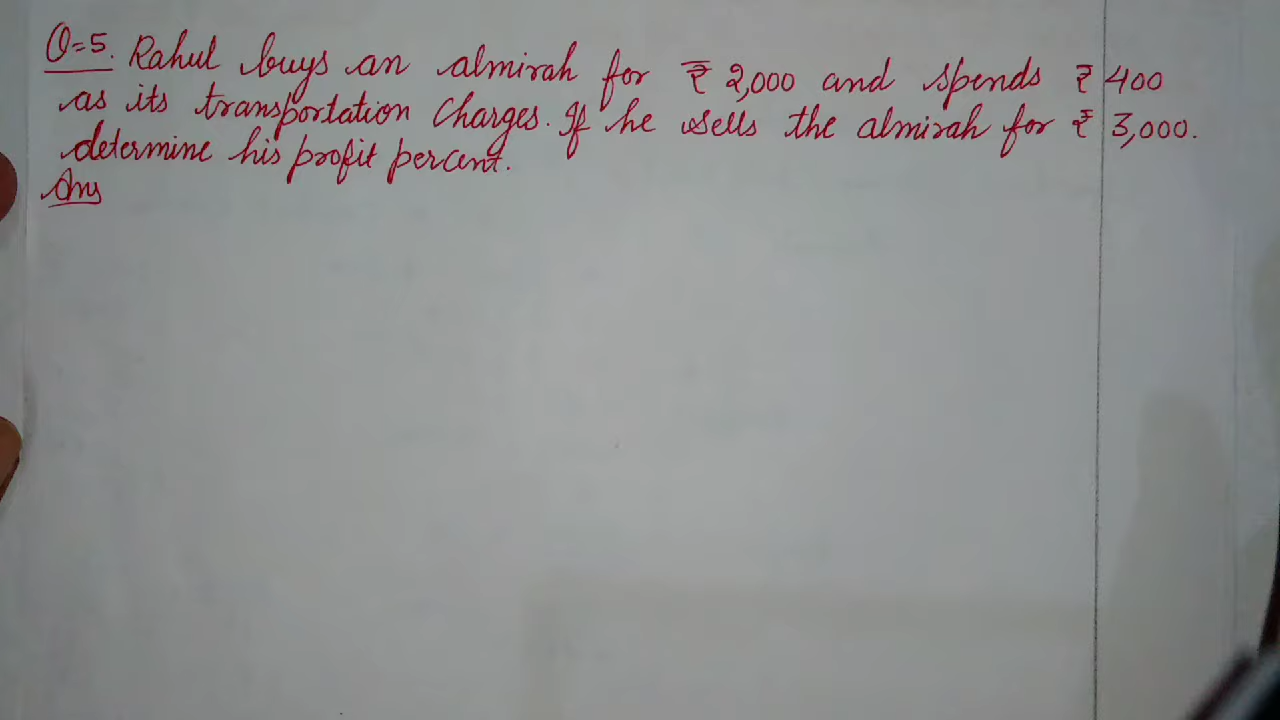 Q=5. Rahul buys an almirah for ₹ 2,000 and spends ₹ 400
as its transportation Charges. If he sells the almirah for ₹ 3,000.
determine his profit percent.
Ans